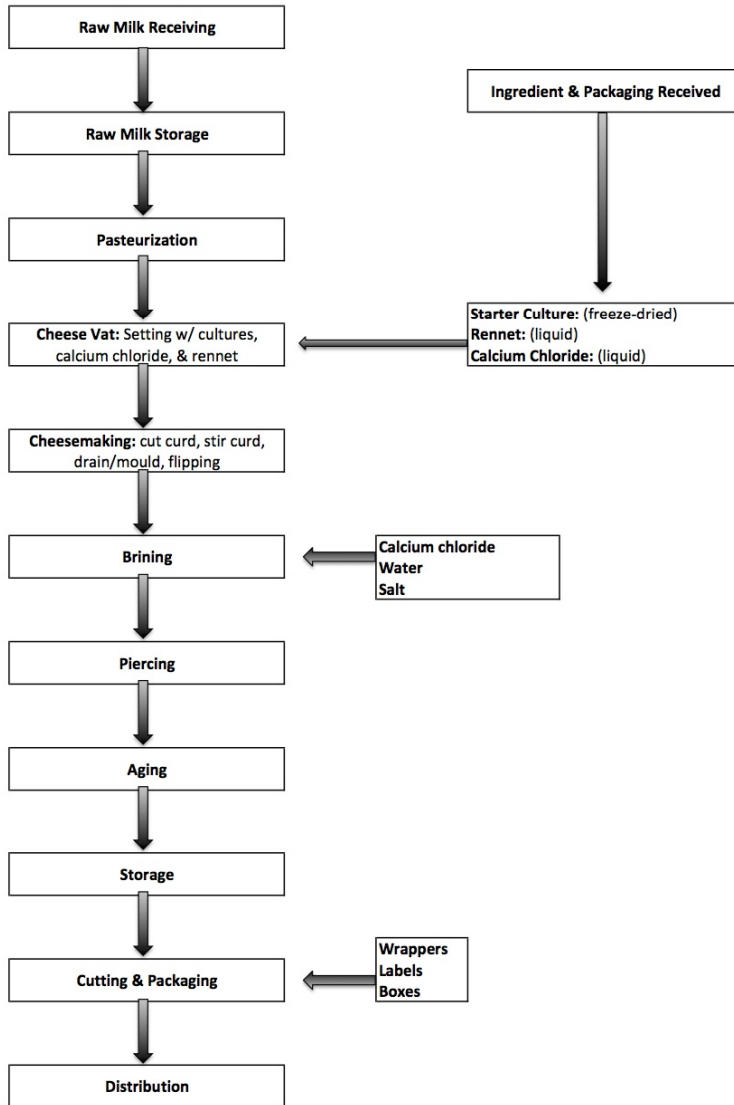 Raw Milk Receiving
Ingredient & Packaging Received
Raw Milk Storage
Pasteurization
Starter Culture: (freeze-dried)
Rennet: (liquid)
Calcium Chloride: (liquid)
Cheese Vat: Setting w/ cultures,
calcium chloride, & rennet
Cheesemaking: cut curd, stir curd,
drain/mould, flipping
Brining
Calcium chloride
Water
Salt
Piercing
Aging
Storage
Cutting & Packaging
Wrappers
Labels
Boxes
Distribution